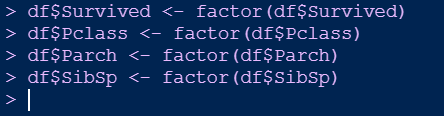 > df$Survived <- factor(df$Survived)
> df$Pclass <- factor(df$Pclass)
> df$Parch <- factor(df$Parch)
> df$SibSp <- factor(df$SibSp)
>